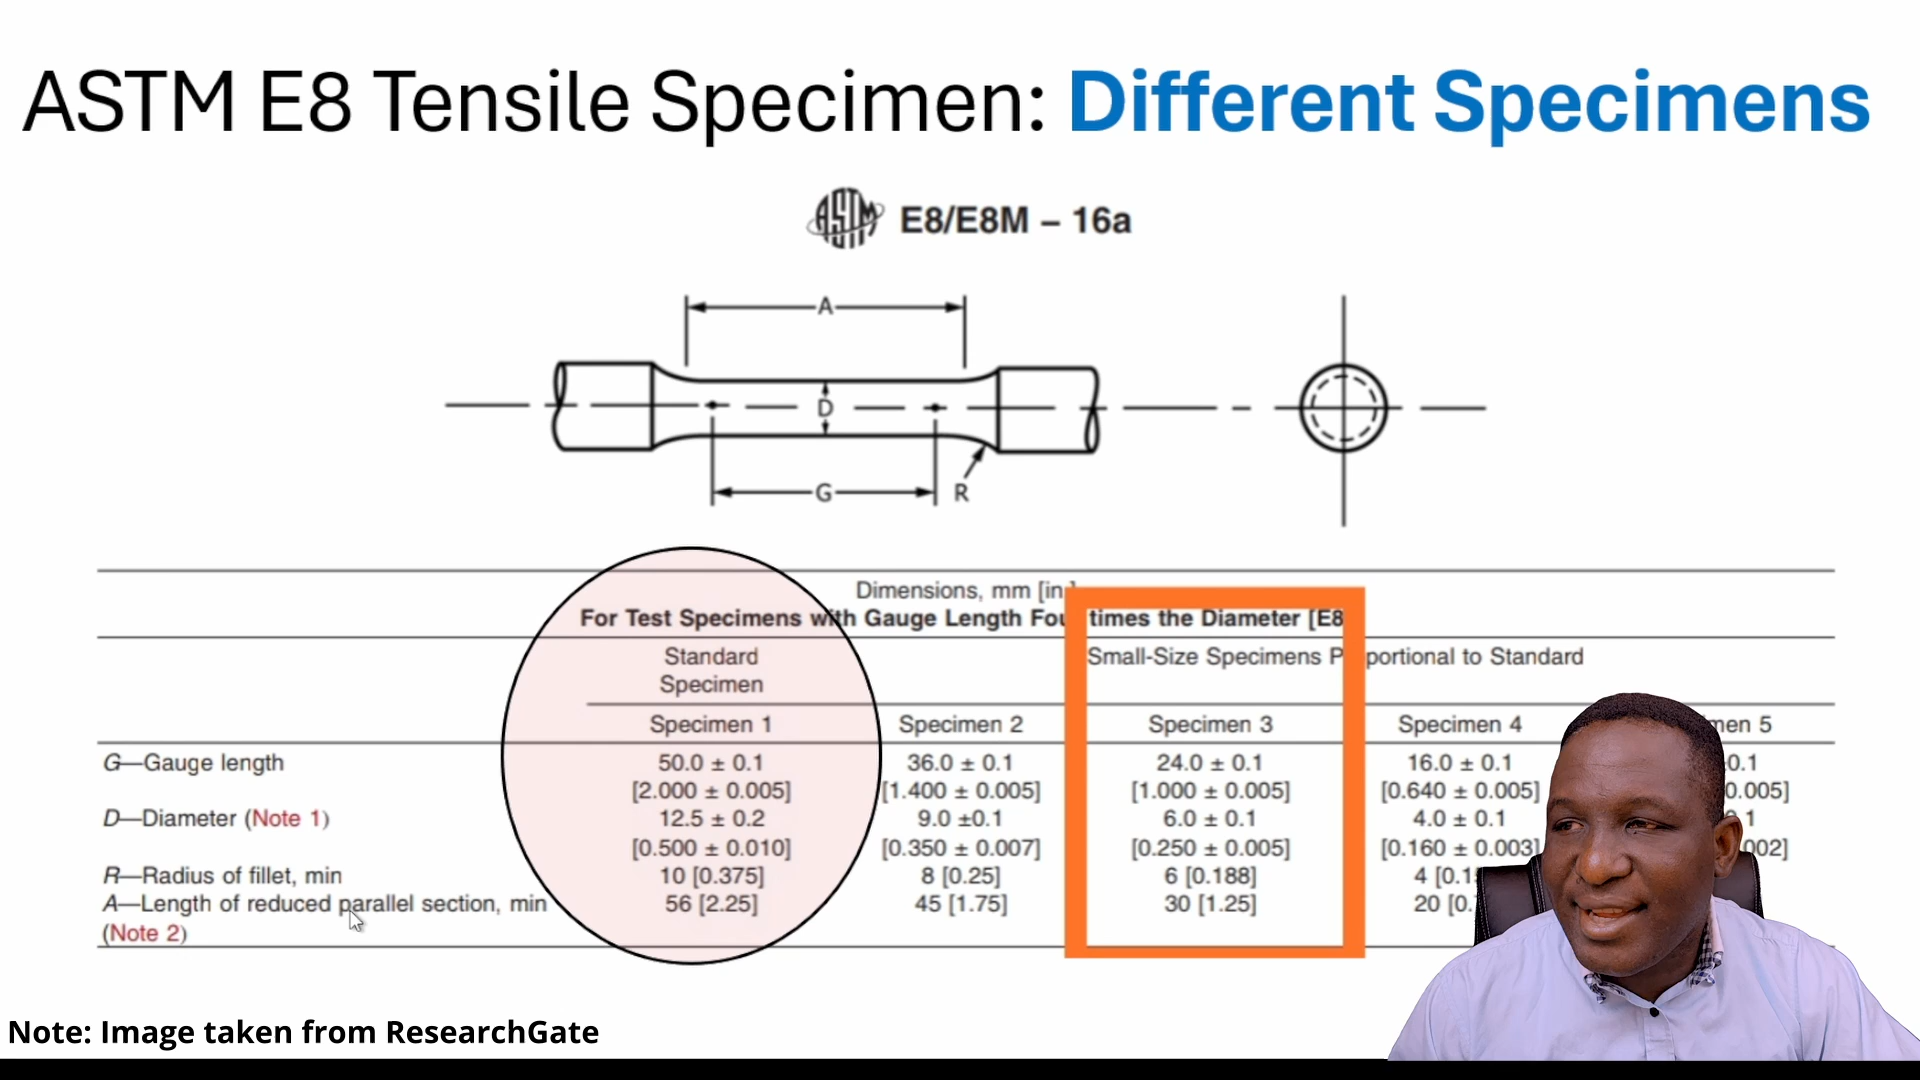 ASTM E8 Tensile Specimen: Different Specimens
ASTM E8/E8M – 16a
A
D
G R
Dimensions, mm [in.]
For Test Specimens with Gauge Length Four times the Diameter [E8
Standard Small-Size Specimens Proportional to Standard
Specimen
Specimen 1 Specimen 2 Specimen 3 Specimen 4 men 5
G—Gauge length 50.0 ± 0.1 36.0 ± 0.1 24.0 ± 0.1 16.0 ± 0.1 0.1
[2.000 ± 0.005] [1.400 ± 0.005] [1.000 ± 0.005] [0.640 ± 0.005] 0.005]
D—Diameter (Note 1) 12.5 ± 0.2 9.0 ±0.1 6.0 ± 0.1 4.0 ± 0.1 1
[0.500 ± 0.010] [0.350 ± 0.007] [0.250 ± 0.005] [0.160 ± 0.003] 002]
R—Radius of fillet, min 10 [0.375] 8 [0.25] 6 [0.188] 4 [0.1
A—Length of reduced parallel section, min 56 [2.25] 45 [1.75] 30 [1.25] 20 [0.
(Note 2)
Note: Image taken from ResearchGate